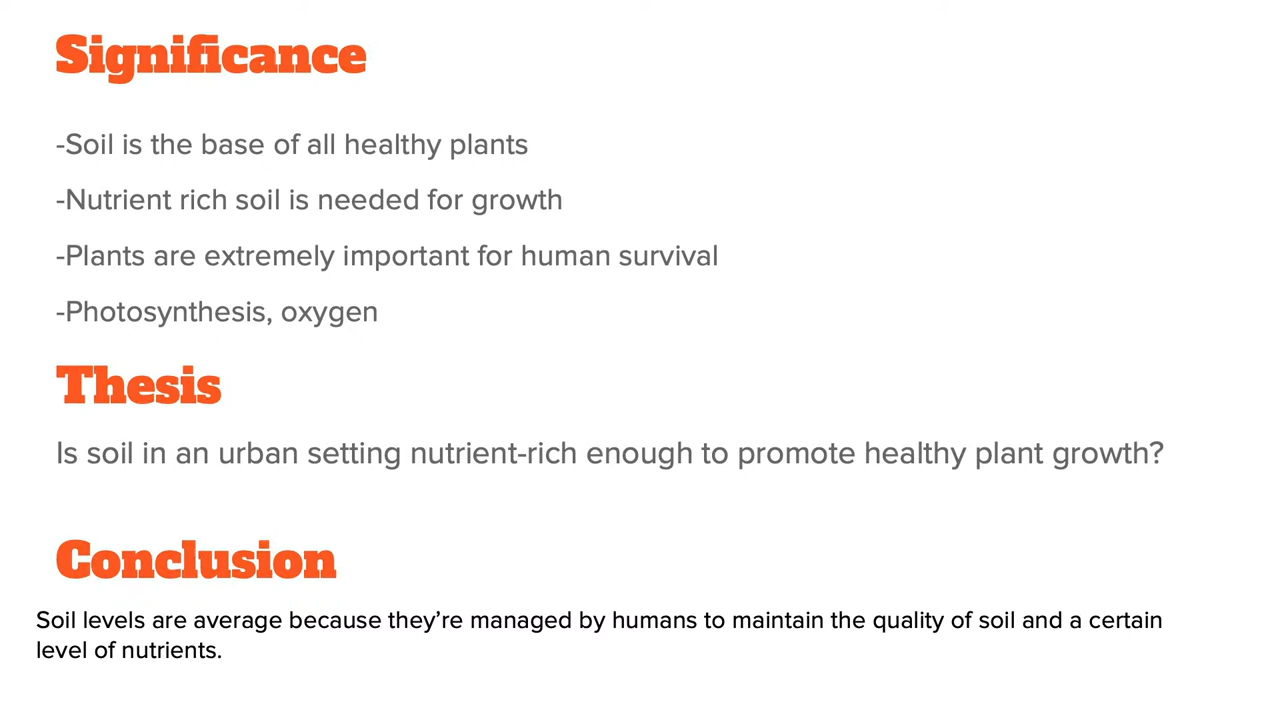 Significance
-Soil is the base of all healthy plants
-Nutrient rich soil is needed for growth
-Plants are extremely important for human survival
-Photosynthesis, oxygen
Thesis
Is soil in an urban setting nutrient-rich enough to promote healthy plant growth?
Conclusion
Soil levels are average because they’re managed by humans to maintain the quality of soil and a certain
level of nutrients.